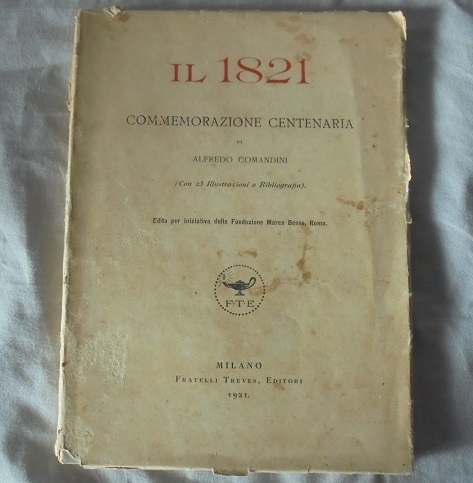 IL 1821
COMMEMORAZIONE CENTENARIA
DI
ALFREDO COMANDINI
(Con 23 Illustrazioni e Bibliografia).
Edita per iniziativa della Fondazione Marco Besso, Roma.
F·T·E
MILANO
FRATELLI TREVES, EDITORI
1921.